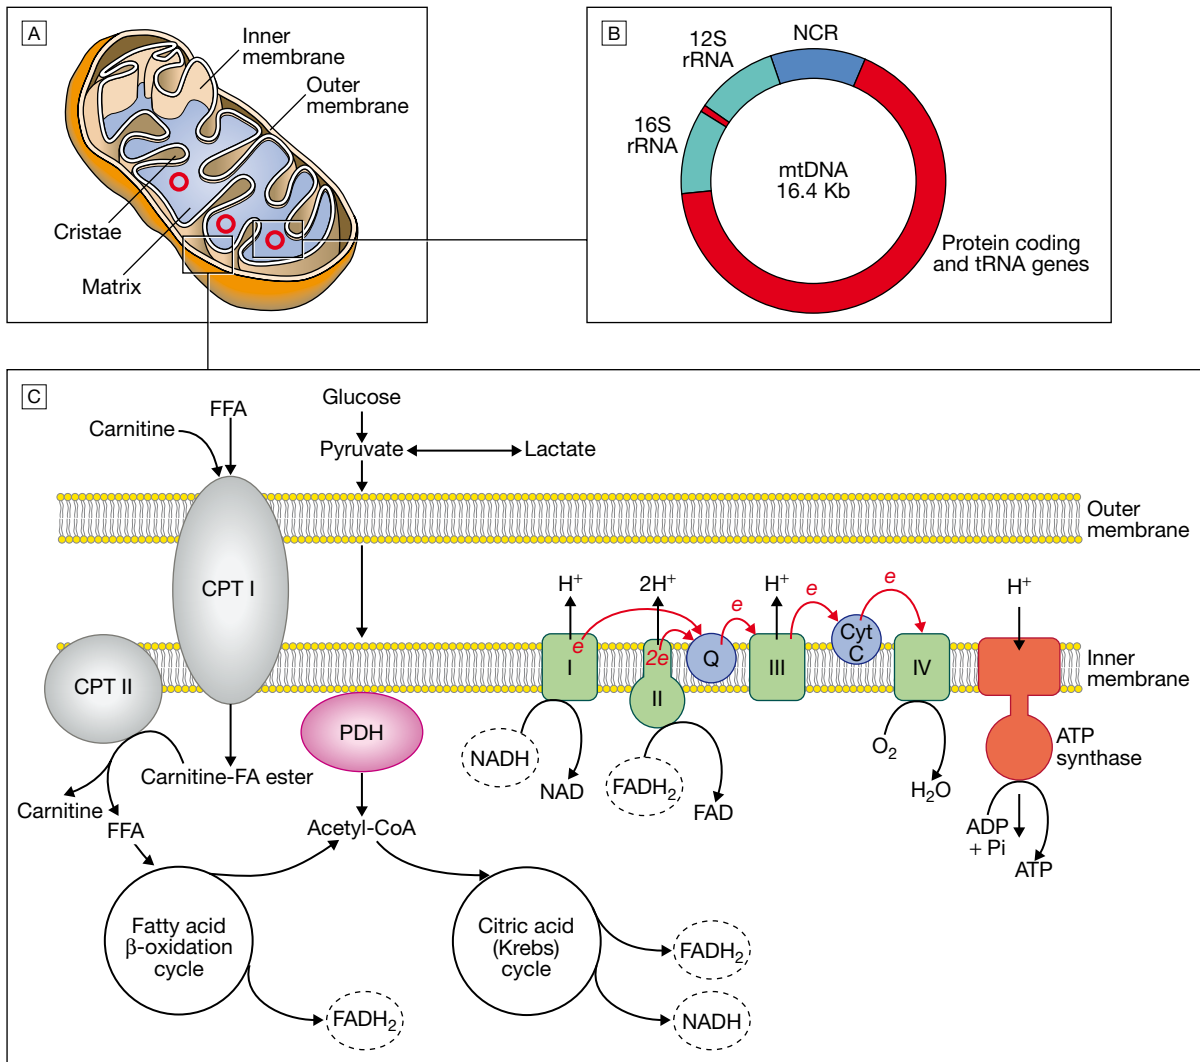 A
Inner
membrane
Outer
membrane
Cristae
Matrix
B
12S
rRNA
NCR
16S
rRNA
mtDNA
16.4 Kb
Protein coding
and tRNA genes
C
FFA
Carnitine
Glucose
Pyruvate
Lactate
Outer
membrane
CPT I
H+
2H+
H+
H+
e
e
e
e
2e
CPT II
I
II
Q
III
Cyt
C
IV
Inner
membrane
PDH
NADH
NAD
FADH2
FAD
O2
H2O
ATP
synthase
ADP
+ Pi
ATP
Carnitine-FA ester
Carnitine
FFA
Acetyl-CoA
Fatty acid
β-oxidation
cycle
Citric acid
(Krebs)
cycle
FADH2
FADH2
NADH